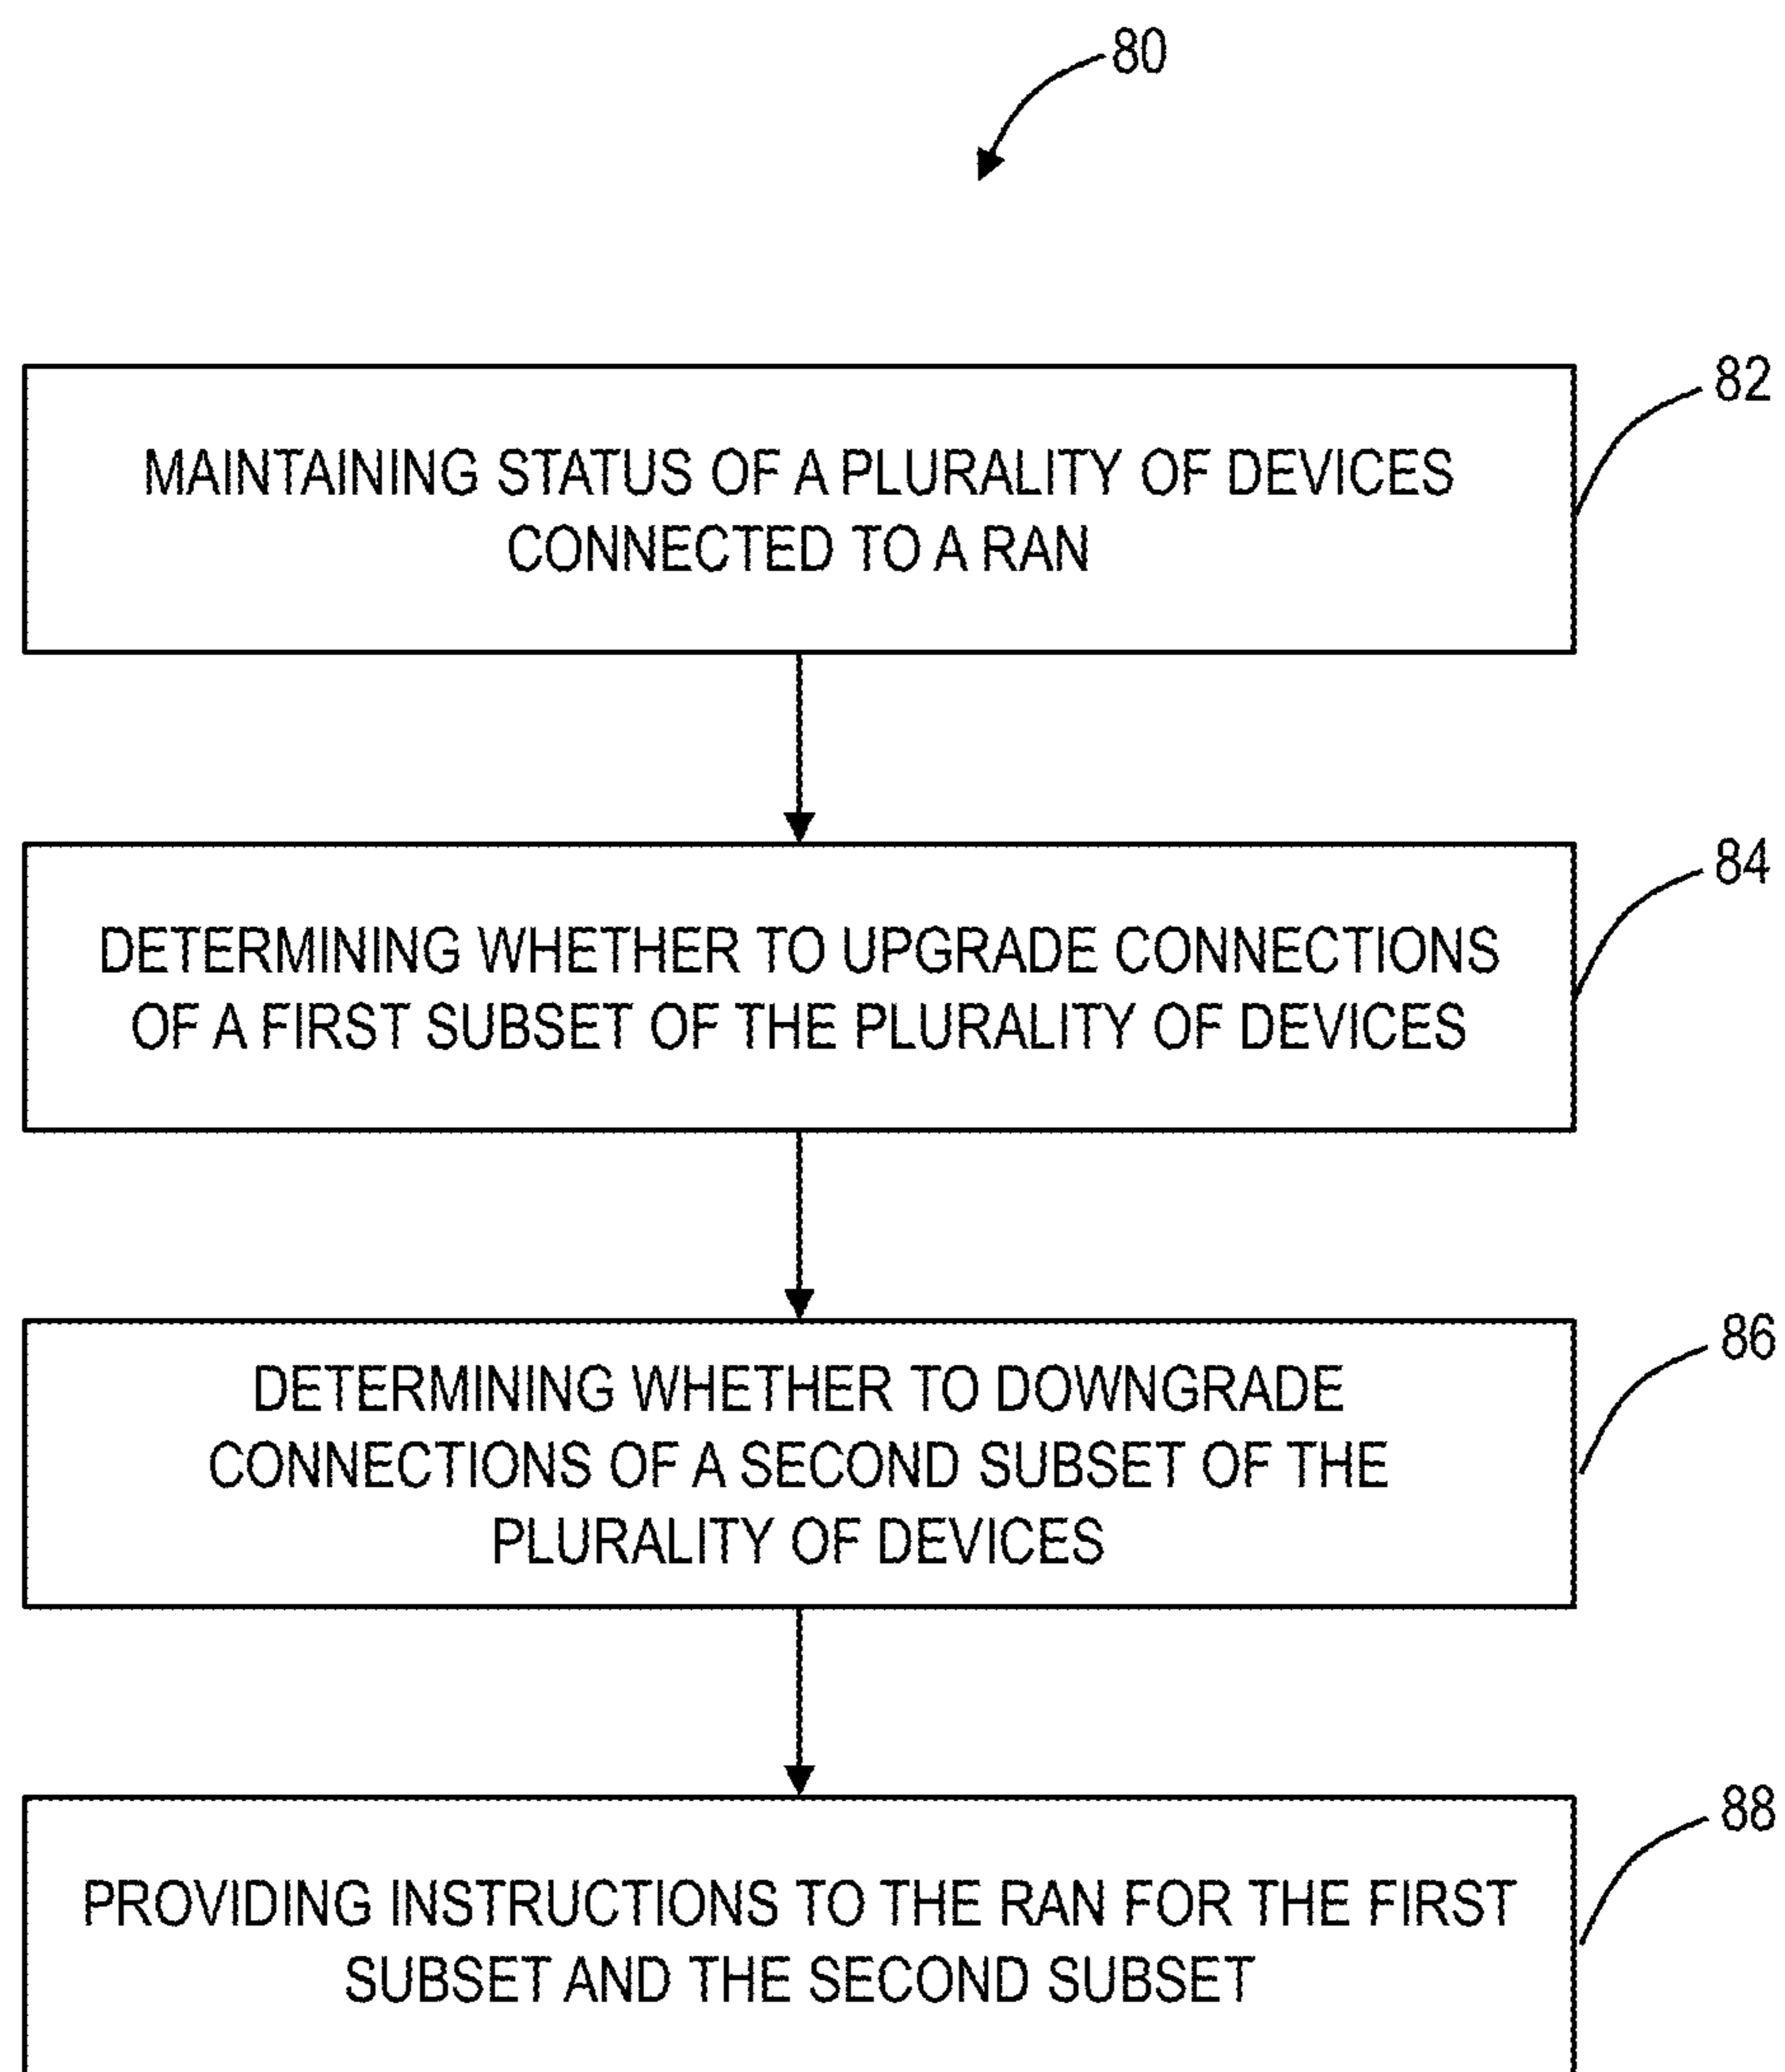 80
82
MAINTAINING STATUS OF A PLURALITY OF DEVICES
CONNECTED TO A RAN
84
DETERMINING WHETHER TO UPGRADE CONNECTIONS
OF A FIRST SUBSET OF THE PLURALITY OF DEVICES
86
DETERMINING WHETHER TO DOWNGRADE
CONNECTIONS OF A SECOND SUBSET OF THE
PLURALITY OF DEVICES
88
PROVIDING INSTRUCTIONS TO THE RAN FOR THE FIRST
SUBSET AND THE SECOND SUBSET